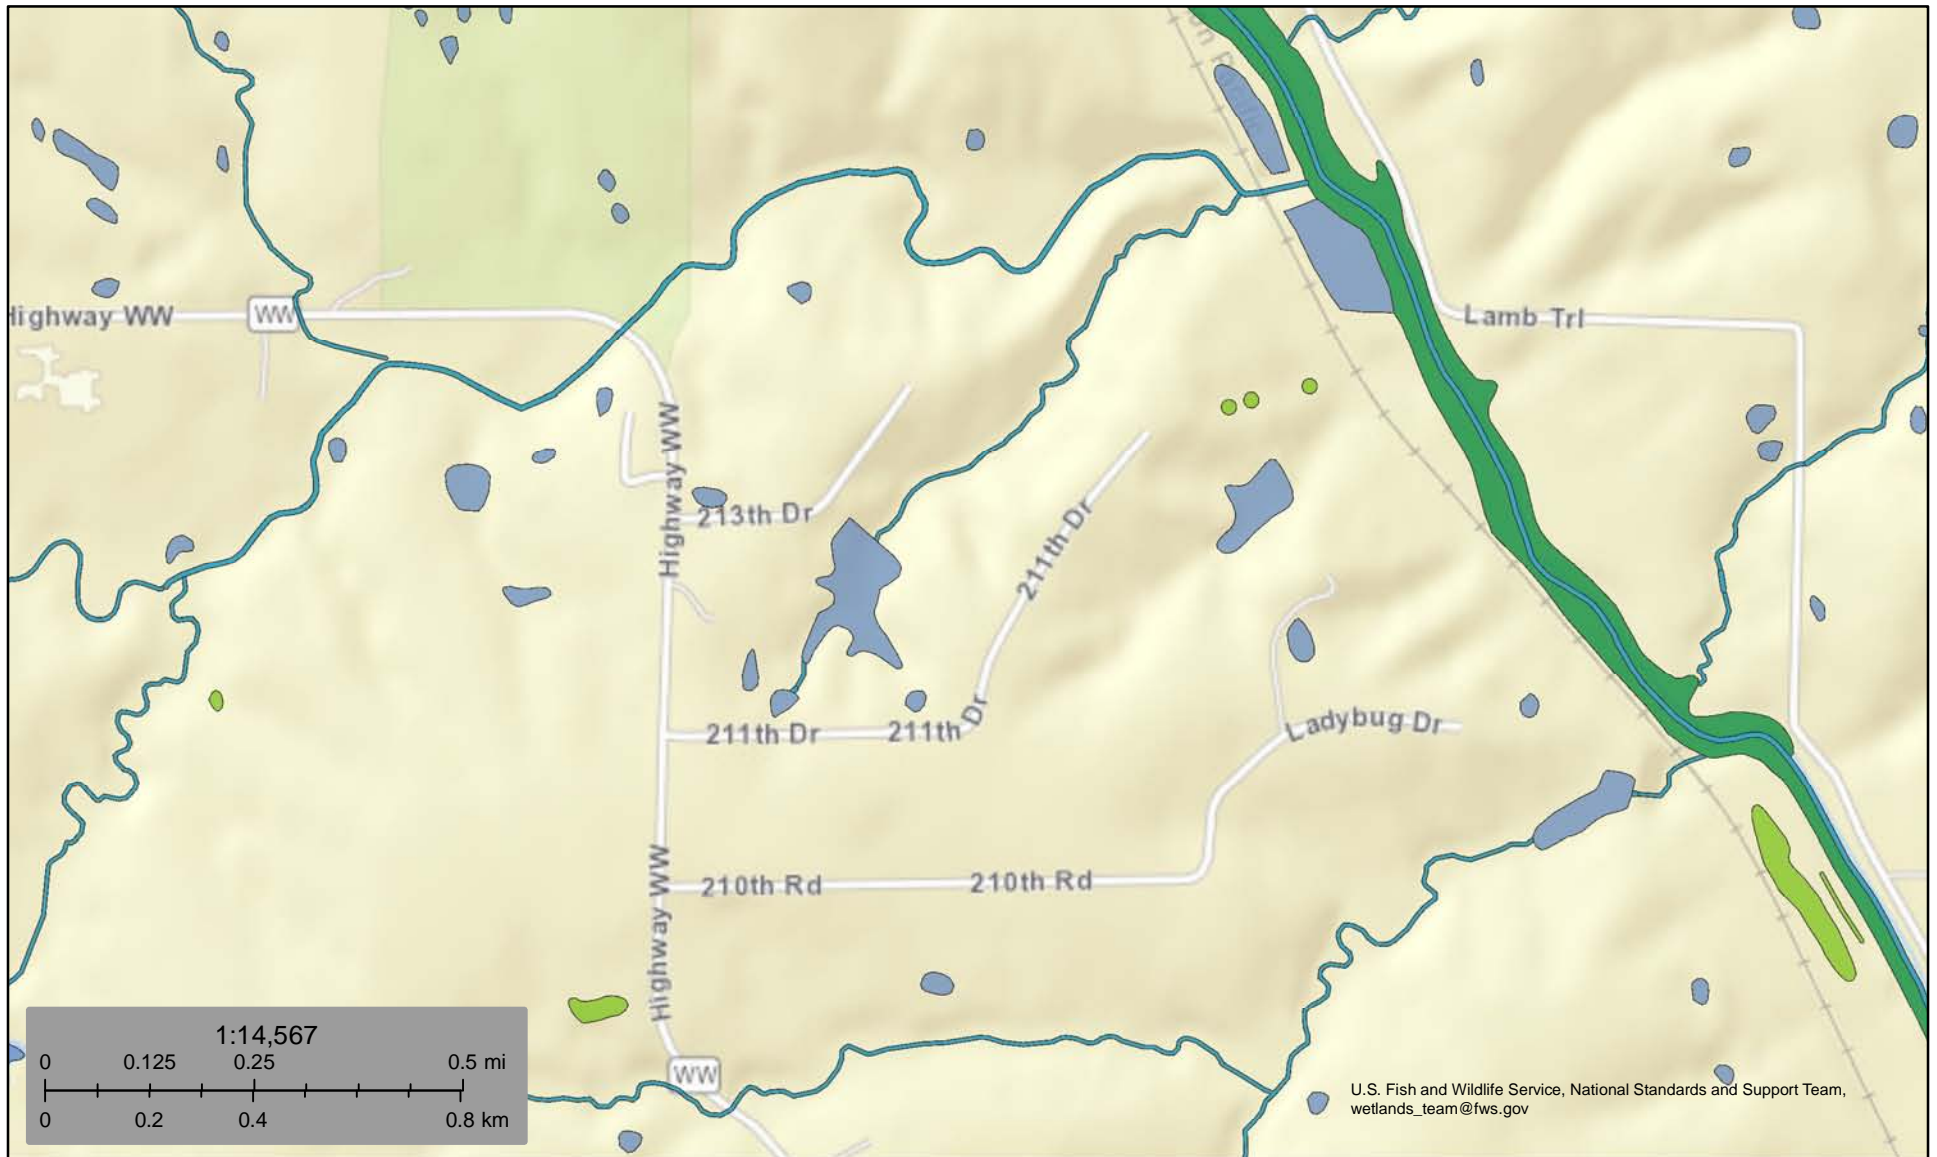 Highway WW
WW
Lamb Trl
Highway WW
213th Dr
211th Dr
211th Dr
211th
Dr
Ladybug Dr
Highway WW
210th Rd
210th Rd
WW
1:14,567
0 0.125 0.25 0.5 mi
0 0.2 0.4 0.8 km
U.S. Fish and Wildlife Service, National Standards and Support Team,
wetlands_team@fws.gov